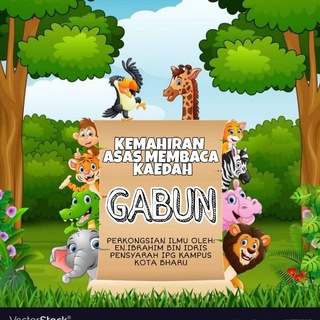 KEMAHIRAN
ASAS MEMBACA
KAEDAH
GABUN
PERKONGSIAN ILMU OLEH:
EN.IBRAHIM BIN IDRIS
PENSYARAH IPG KAMPUS
KOTA BHARU
VectorStock